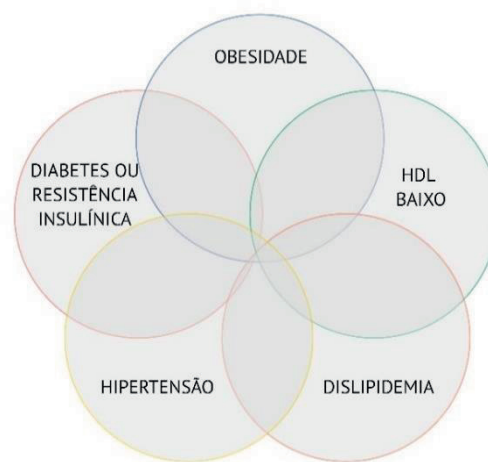 OBESIDADE
DIABETES OU
RESISTÊNCIA
INSULÍNICA
HDL
BAIXO
HIPERTENSÃO
DISLIPIDEMIA